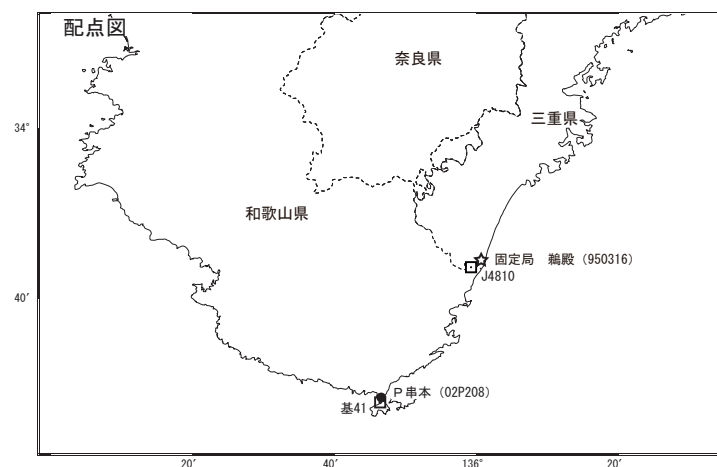 配点図
奈良県
34°
三重県
和歌山県
固定局 鵜殿（950316）
J4810
40′
Ｐ串本（02P208）
基41
20′
40′
136°
20′